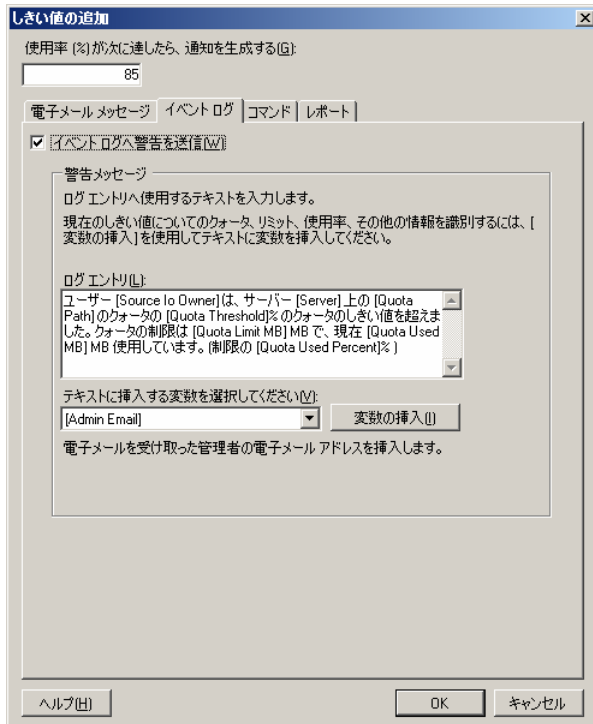 しきい値の追加
使用率 (%)が次に達したら、通知を生成する(G):
85
電子メール メッセージ
イベント ログ
コマンド
レポート
イベント ログへ警告を送信(W)
警告メッセージ
ログ エントリへ使用するテキストを入力します。
現在のしきい値についてのクォータ、リミット、使用率、その他の情報を識別するには、[
変数の挿入]を使用してテキストに変数を挿入してください。
ログ エントリ(L):
ユーザー [Source Io Owner]は、サーバー [Server] 上の [Quota
Path]のクォータの [Quota Threshold]% のクォータのしきい値を超えま
した。クォータの制限は [Quota Limit MB] MB で、現在 [Quota Used
MB] MB 使用しています。(制限の [Quota Used Percent]% )
テキストに挿入する変数を選択してください(V):
[Admin Email]
変数の挿入(I)
電子メールを受け取った管理者の電子メール アドレスを挿入します。
ヘルプ(H)
OK
キャンセル